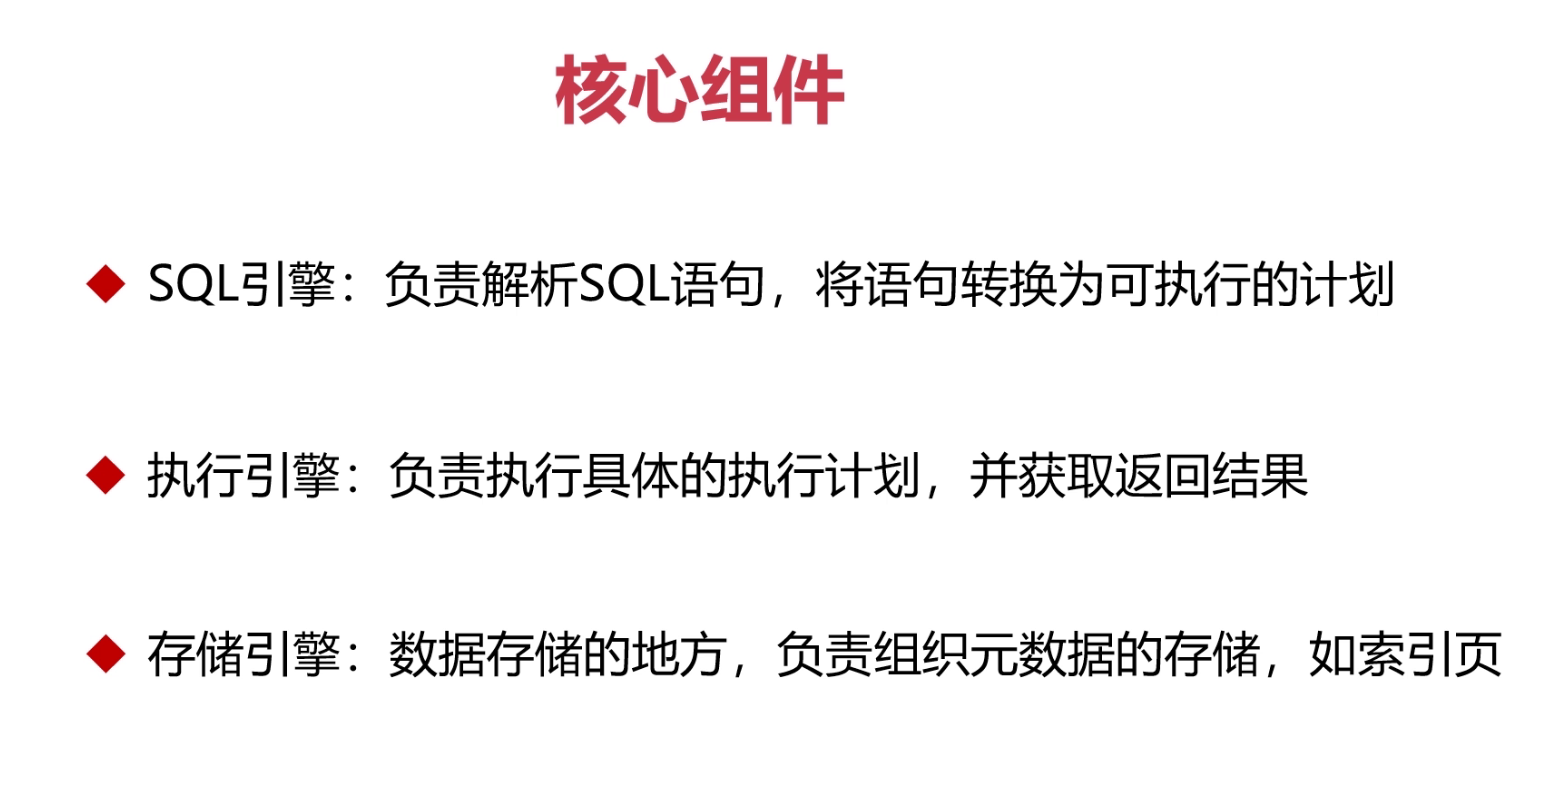 核心组件
SQL引擎：负责解析SQL语句，将语句转换为可执行的计划
执行引擎：负责执行具体的执行计划，并获取返回结果
存储引擎：数据存储的地方，负责组织元数据的存储，如索引页